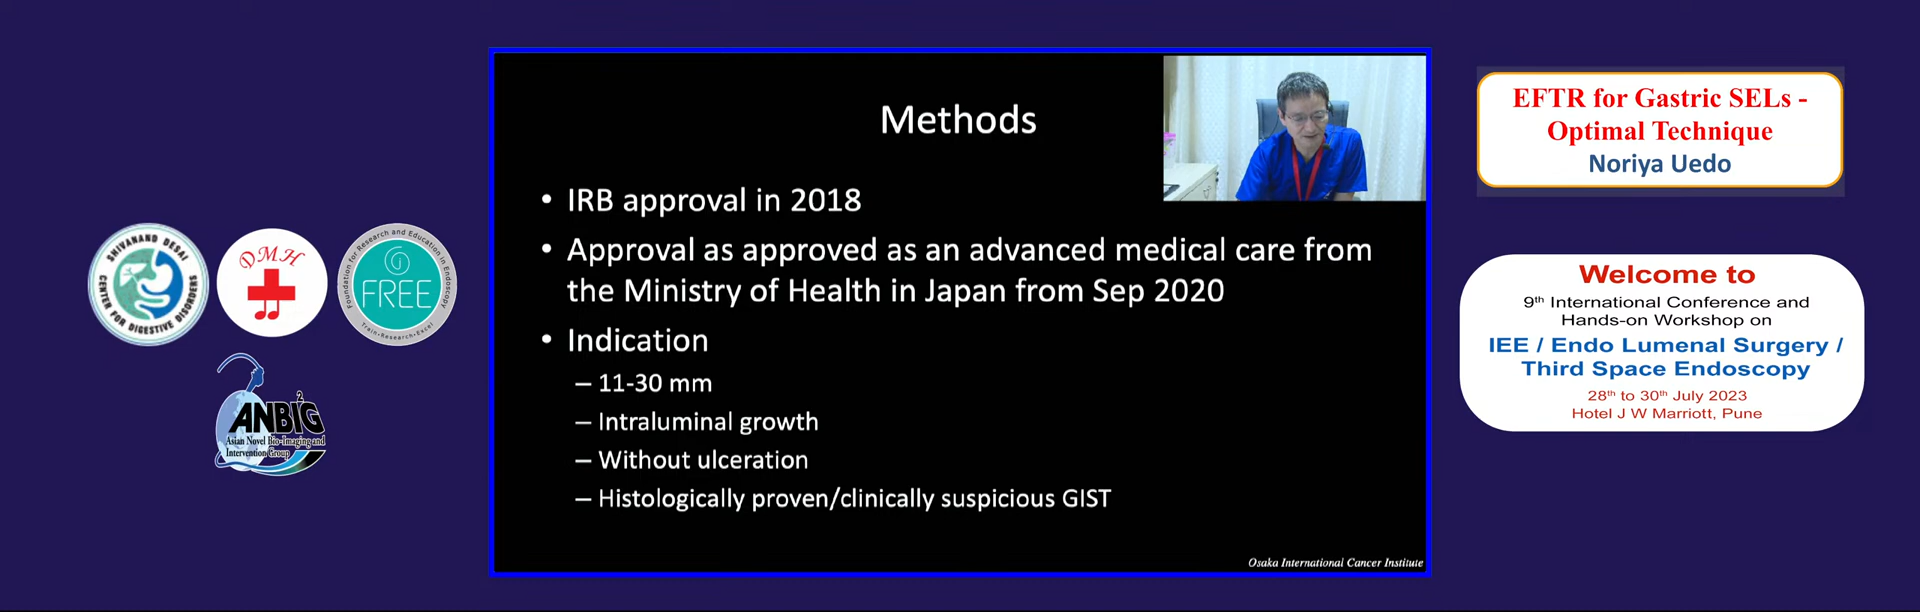 SHIVANAND DESAI
CENTER FOR DIGESTIVE DISORDERS
DMH
Foundation for Research and Education in Endoscopy
FREE
Train•Research•Excel
ANBIG
2
Asian Novel Bio-Imaging and
Intervention Group
Methods
• IRB approval in 2018
• Approval as approved as an advanced medical care from
the Ministry of Health in Japan from Sep 2020
• Indication
– 11-30 mm
– Intraluminal growth
– Without ulceration
– Histologically proven/clinically suspicious GIST
Osaka International Cancer Institute
EFTR for Gastric SELs -
Optimal Technique
Noriya Uedo
Welcome to
9th International Conference and
Hands-on Workshop on
IEE / Endo Lumenal Surgery /
Third Space Endoscopy
28th to 30th July 2023
Hotel J W Marriott, Pune